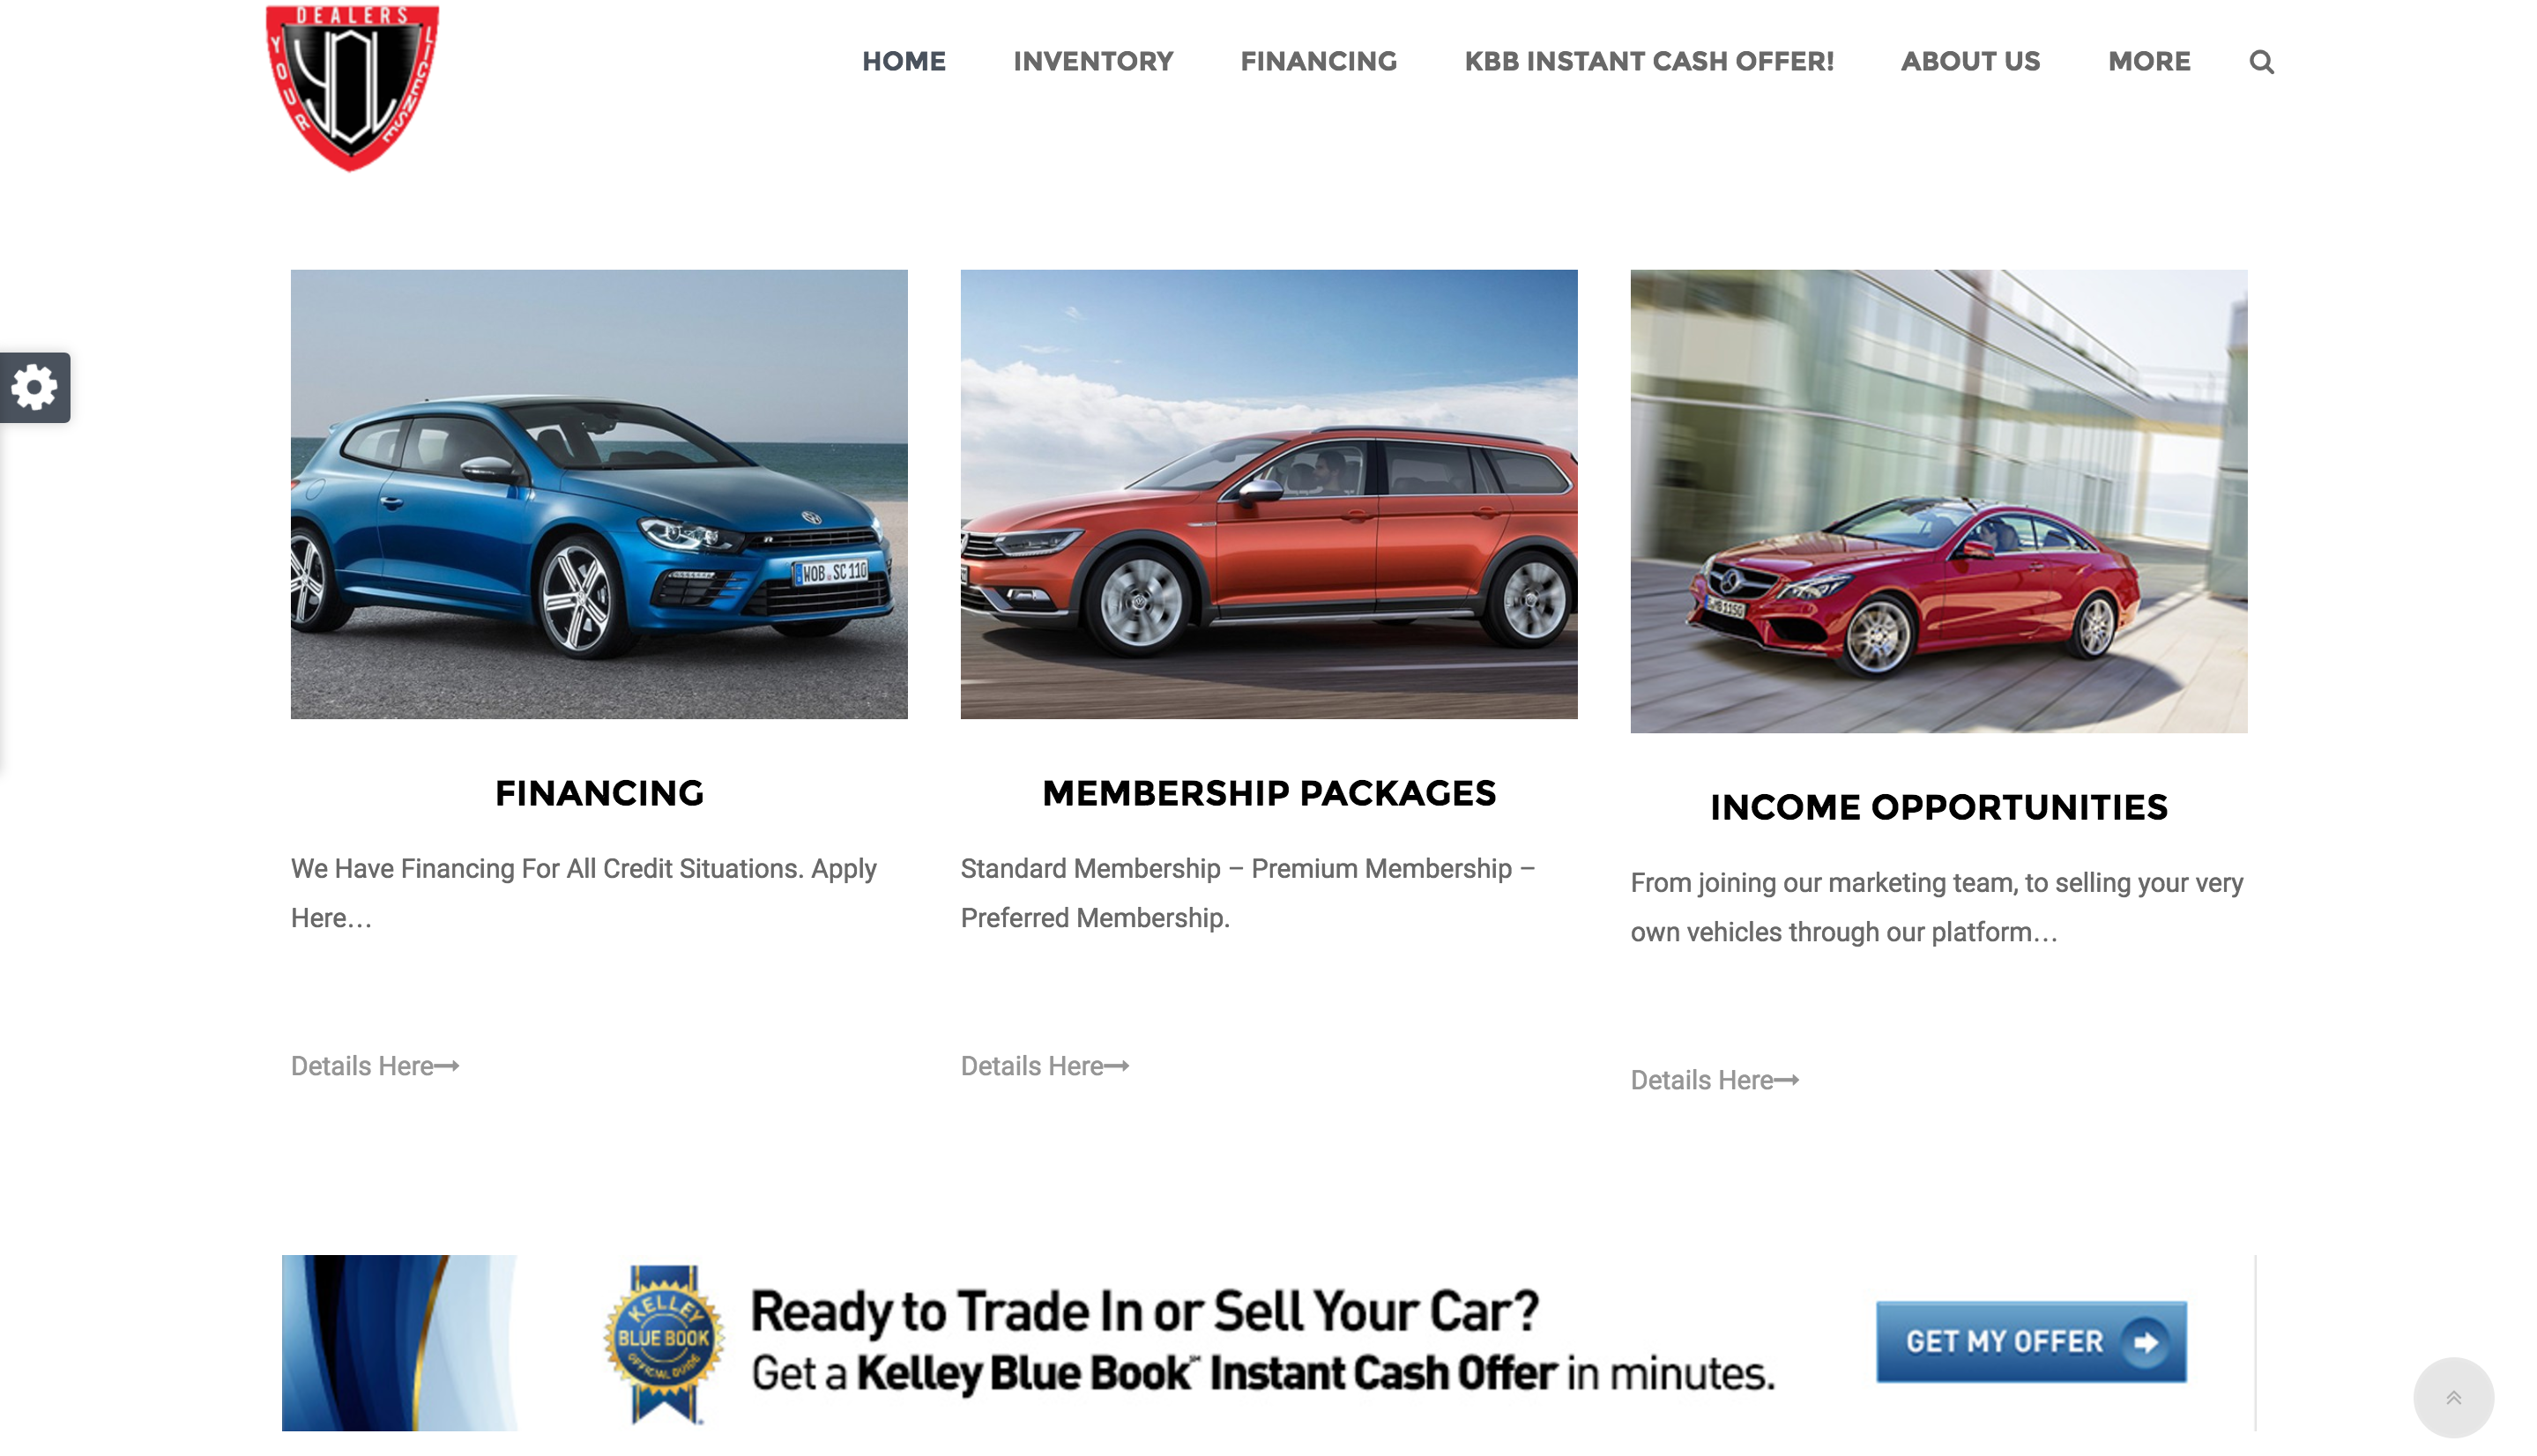 DEALERS
YOUR
LICENSE
YDL
HOME INVENTORY FINANCING KBB INSTANT CASH OFFER! ABOUT US MORE
WOB SC 110
FINANCING
We Have Financing For All Credit Situations. Apply
Here...
Details Here→
MEMBERSHIP PACKAGES
Standard Membership – Premium Membership –
Preferred Membership.
Details Here→
INCOME OPPORTUNITIES
From joining our marketing team, to selling your very
own vehicles through our platform...
Details Here→
KELLEY
BLUE BOOK
OFFICIAL GUIDE
Ready to Trade In or Sell Your Car?
Get a Kelley Blue Book℠ Instant Cash Offer in minutes.
GET MY OFFER